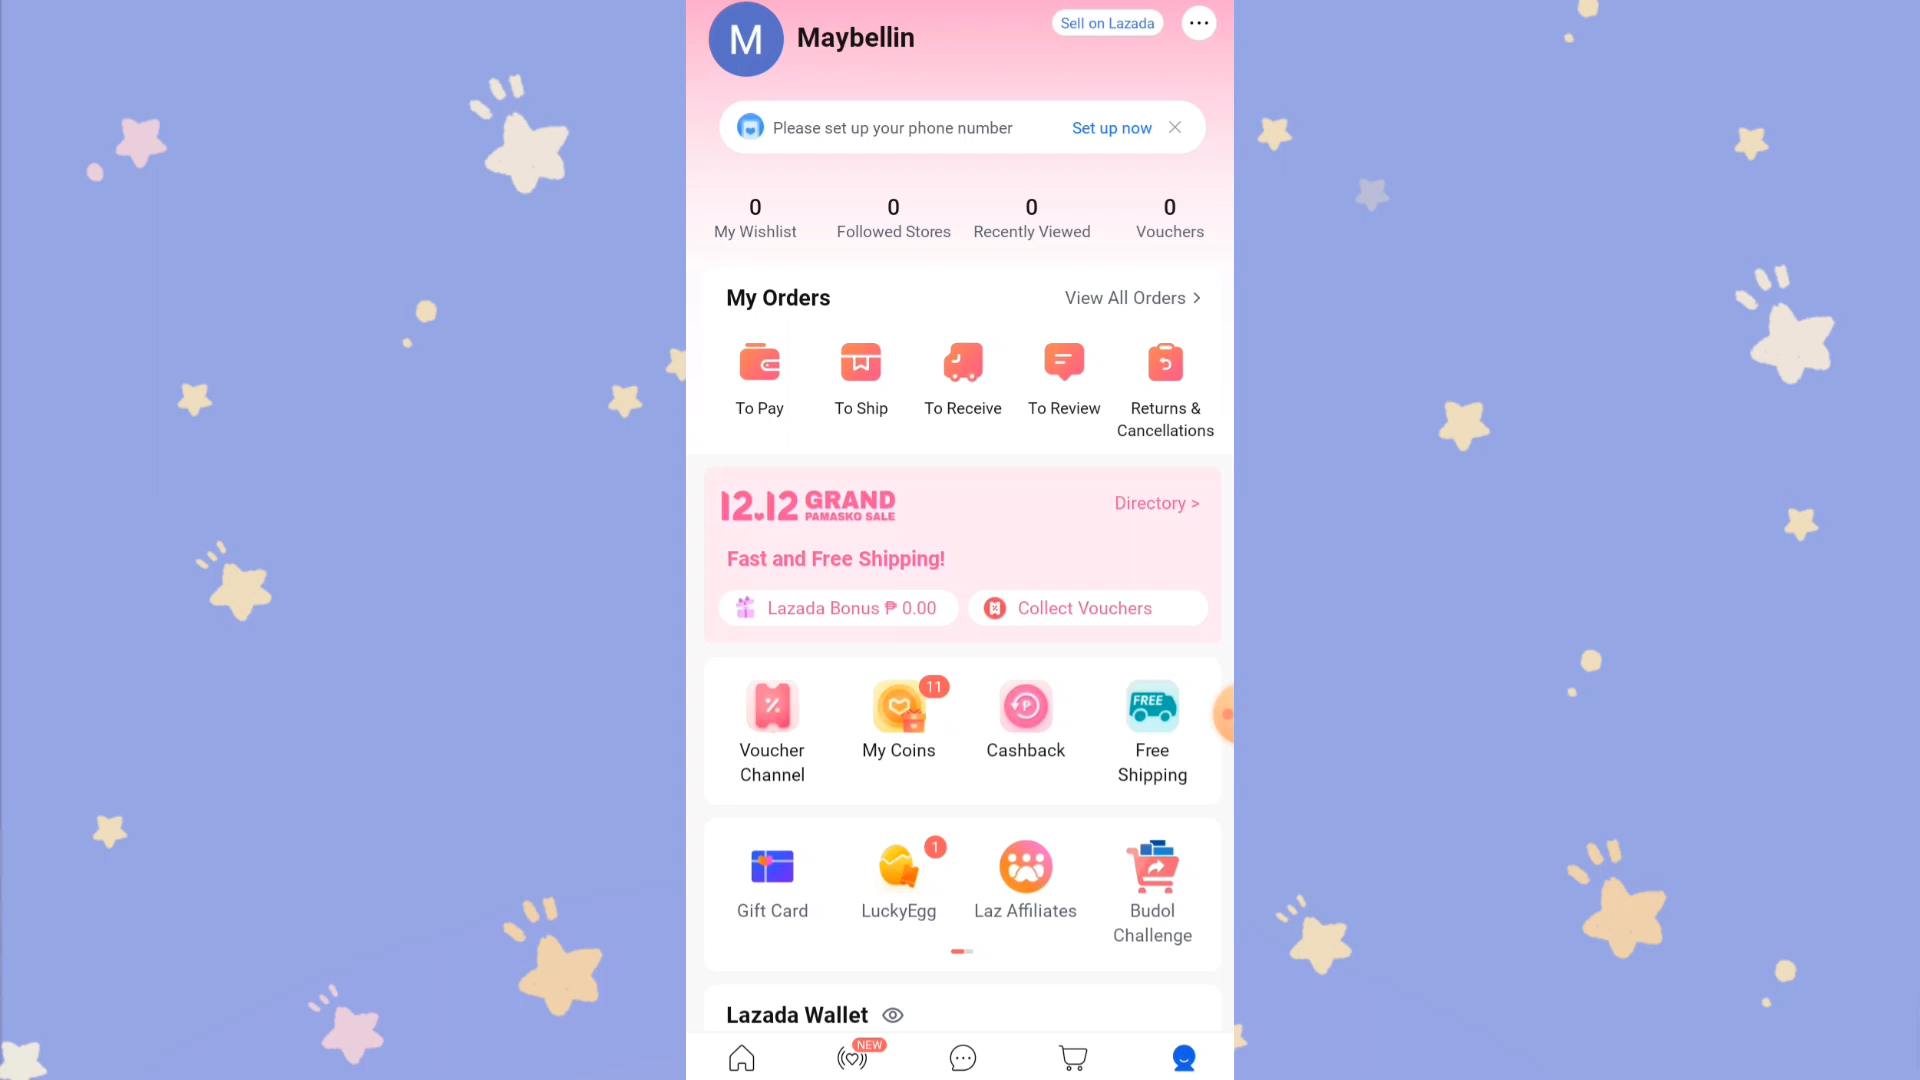 M
Maybellin
Sell on Lazada
Please set up your phone number
Set up now
0
0
0
0
My Wishlist
Followed Stores
Recently Viewed
Vouchers
My Orders
View All Orders >
To Pay
To Ship
To Receive
To Review
Returns &
Cancellations
12.12 GRAND
PAMASKO SALE
Directory >
Fast and Free Shipping!
Lazada Bonus ₱ 0.00
Collect Vouchers
11
P
FREE
Voucher
Channel
My Coins
Cashback
Free
Shipping
1
Gift Card
LuckyEgg
Laz Affiliates
Budol
Challenge
Lazada Wallet
NEW